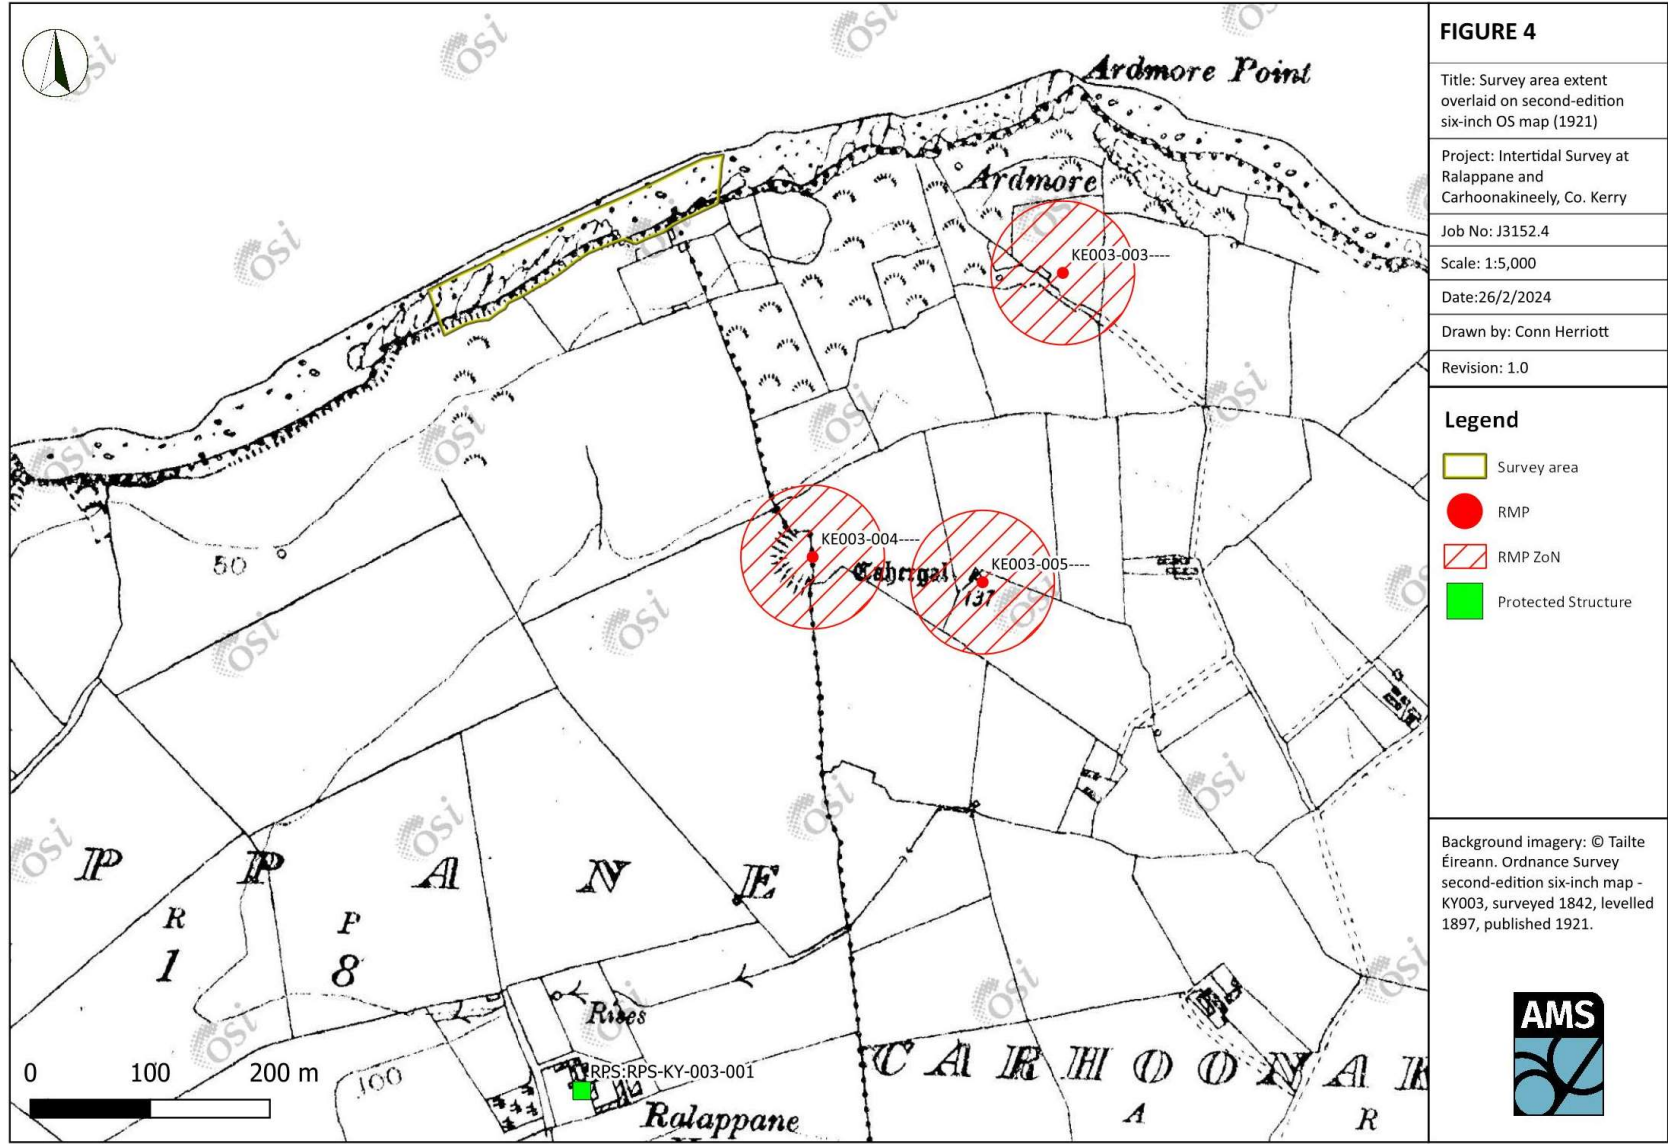 Ardmore Point
Ardmore
KE003-003----
50
KE003-004----
Cahergal
KE003-005----
137
P P A N E
R P
1 8
Rises
0 100 200 m
100
RPS:RPS-KY-003-001
Ralappane
CARHOONAK
A R
osi
FIGURE 4
Title: Survey area extent
overlaid on second-edition
six-inch OS map (1921)
Project: Intertidal Survey at
Ralappane and
Carhoonakineely, Co. Kerry
Job No: J3152.4
Scale: 1:5,000
Date:26/2/2024
Drawn by: Conn Herriott
Revision: 1.0
Legend
Survey area
RMP
RMP ZoN
Protected Structure
Background imagery: © Tailte
Éireann. Ordnance Survey
second-edition six-inch map -
KY003, surveyed 1842, levelled
1897, published 1921.
AMS